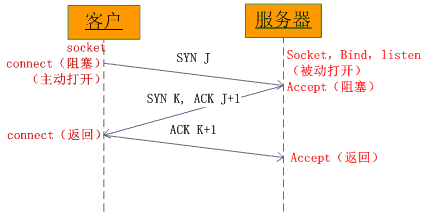 客户
服务器
socket
connect（阻塞）
（主动打开）
SYN J
Socket，Bind，listen
（被动打开）
Accept（阻塞）
SYN K, ACK J+1
connect（返回）
ACK K+1
Accept（返回）